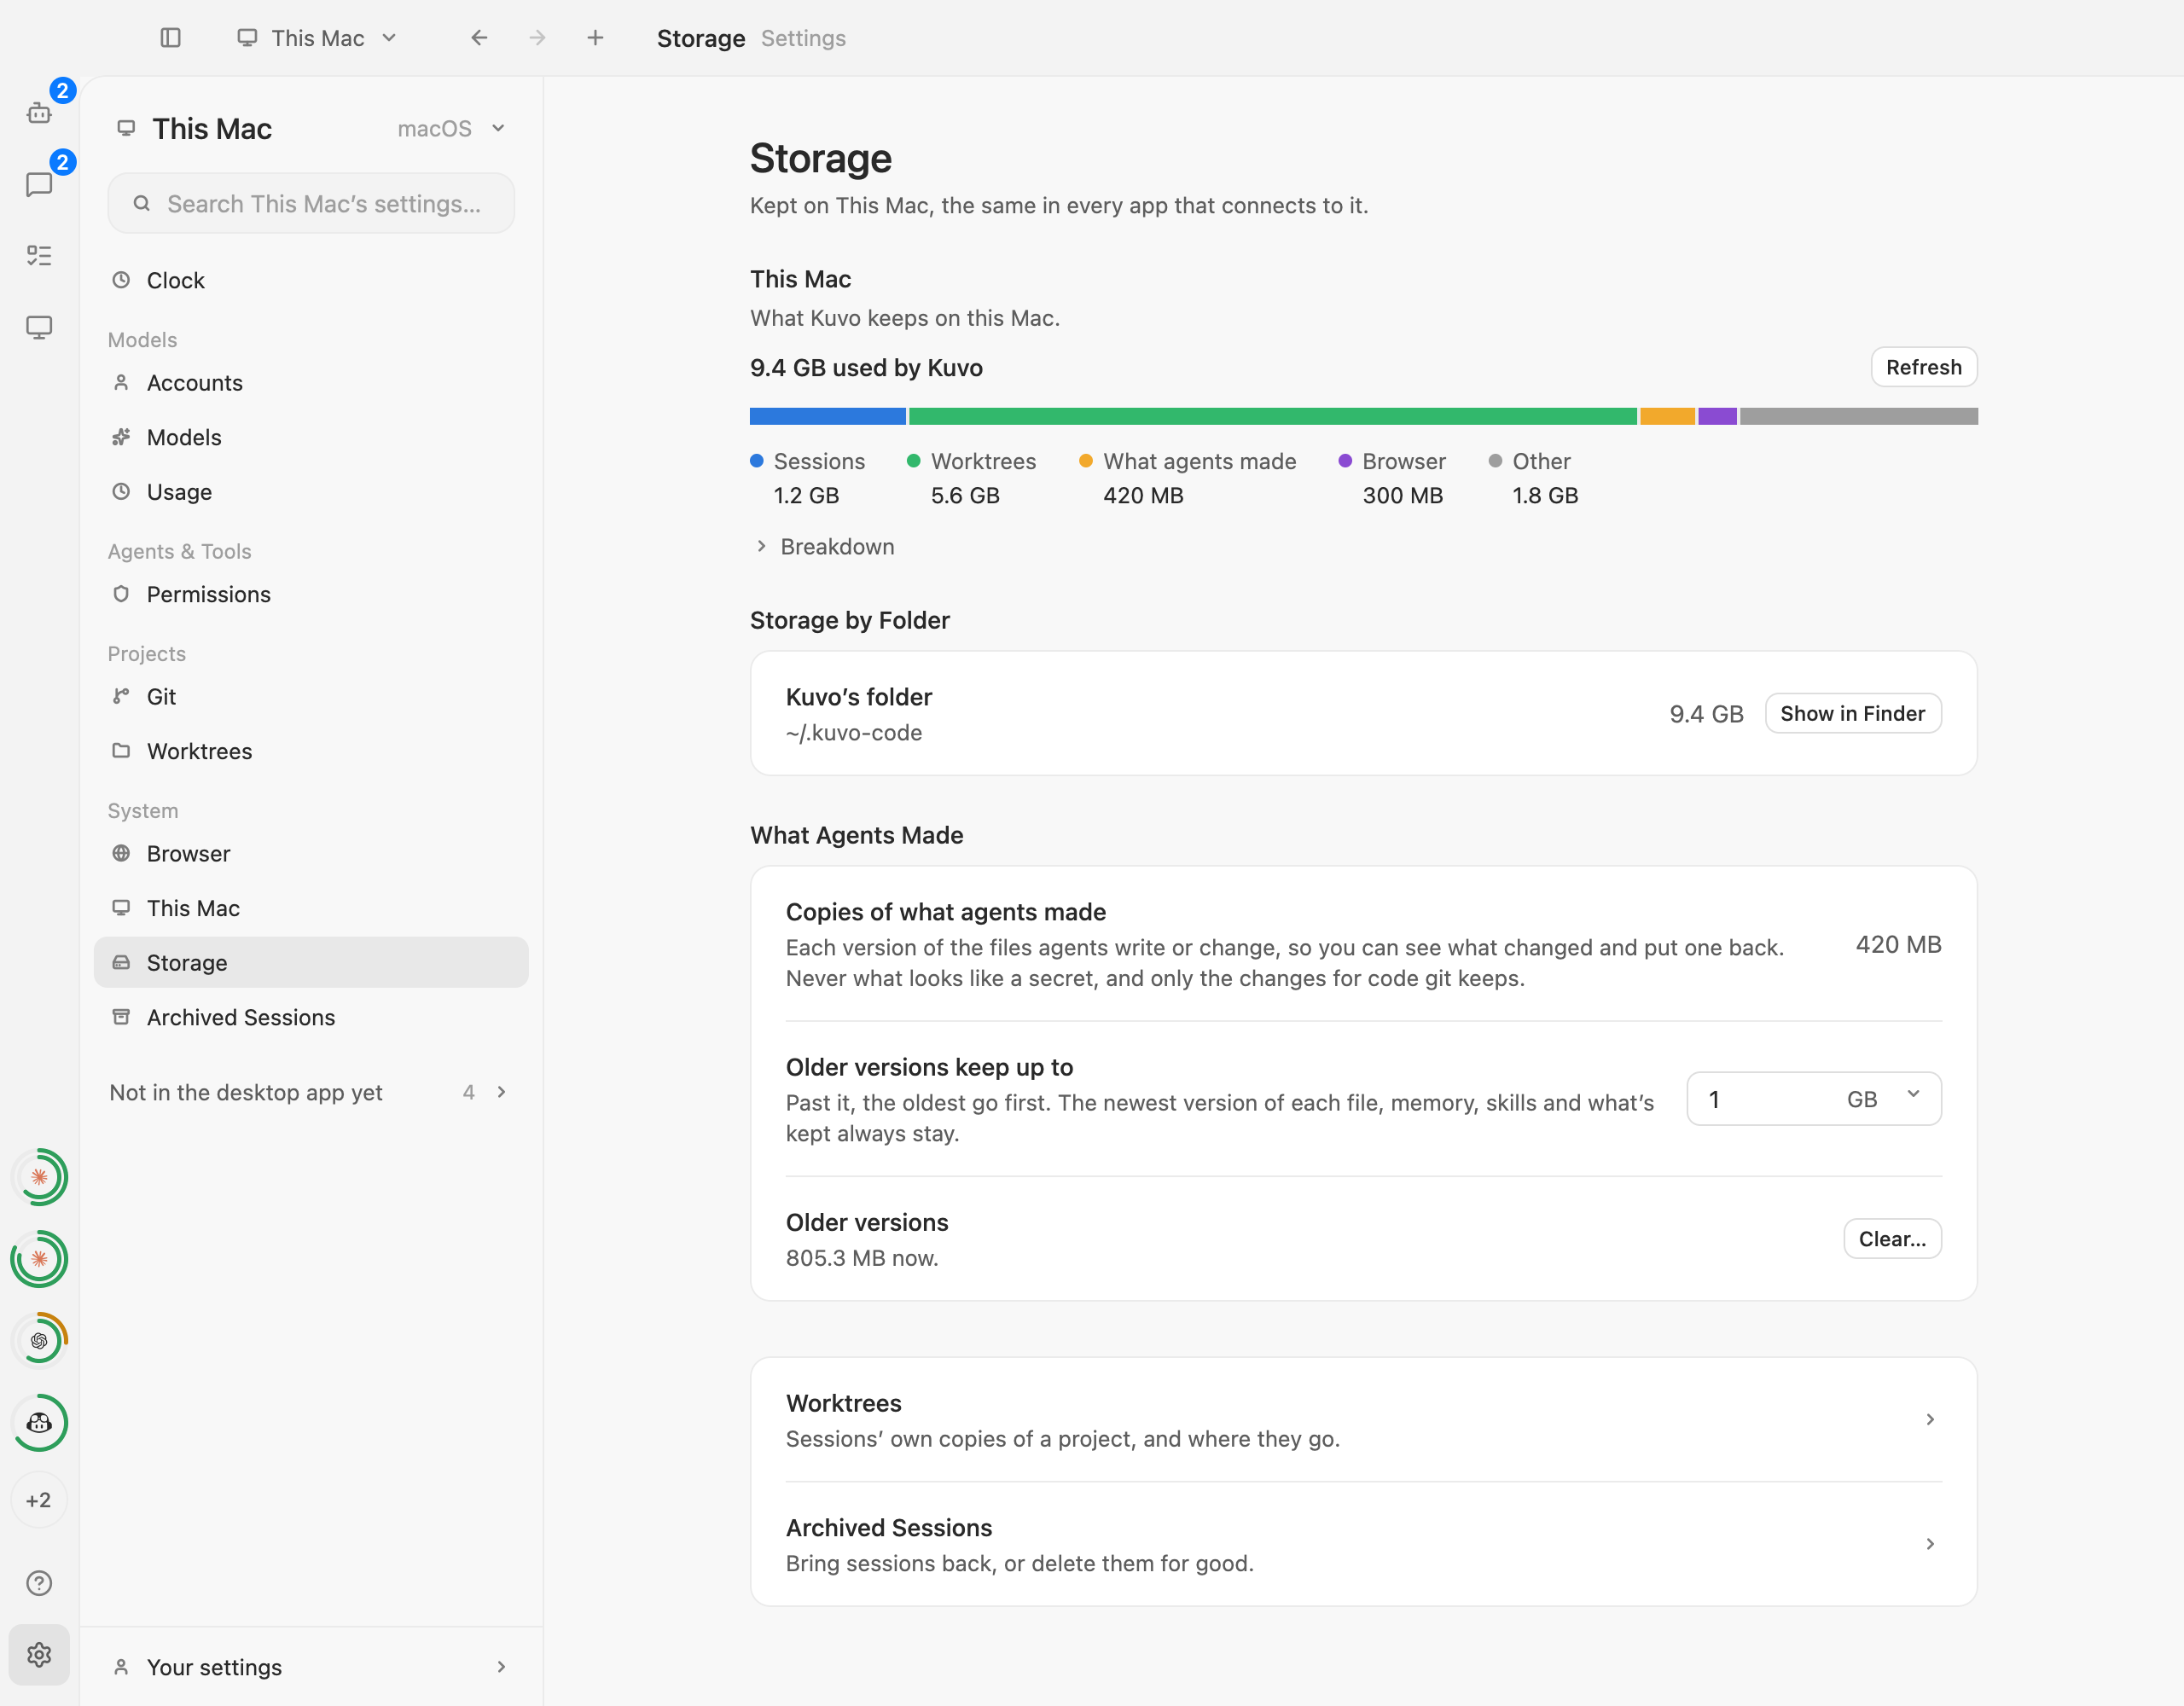 This Mac
Storage Settings
2
2
This Mac macOS
Search This Mac’s settings...
Clock
Models
Accounts
Models
Usage
Agents & Tools
Permissions
Projects
Git
Worktrees
System
Browser
This Mac
Storage
Archived Sessions
Not in the desktop app yet 4
+2
Your settings
Storage
Kept on This Mac, the same in every app that connects to it.
This Mac
What Kuvo keeps on this Mac.
9.4 GB used by Kuvo
Refresh
Sessions Worktrees What agents made Browser Other
1.2 GB 5.6 GB 420 MB 300 MB 1.8 GB
Breakdown
Storage by Folder
Kuvo’s folder
~/.kuvo-code
9.4 GB Show in Finder
What Agents Made
Copies of what agents made
Each version of the files agents write or change, so you can see what changed and put one back.
Never what looks like a secret, and only the changes for code git keeps.
420 MB
Older versions keep up to
Past it, the oldest go first. The newest version of each file, memory, skills and what’s
kept always stay.
1 GB
Older versions
805.3 MB now.
Clear...
Worktrees
Sessions’ own copies of a project, and where they go.
Archived Sessions
Bring sessions back, or delete them for good.